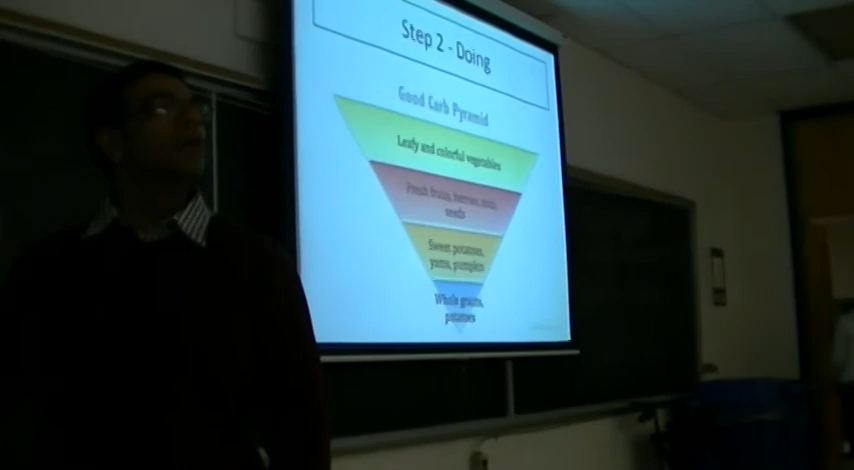 Step 2 - Doing
Good Carb Pyramid
Leafy and colorful vegetables
Fresh fruits, berries, nuts,
seeds
Sweet potatoes,
yams, pumpkin
Whole grains,
potatoes